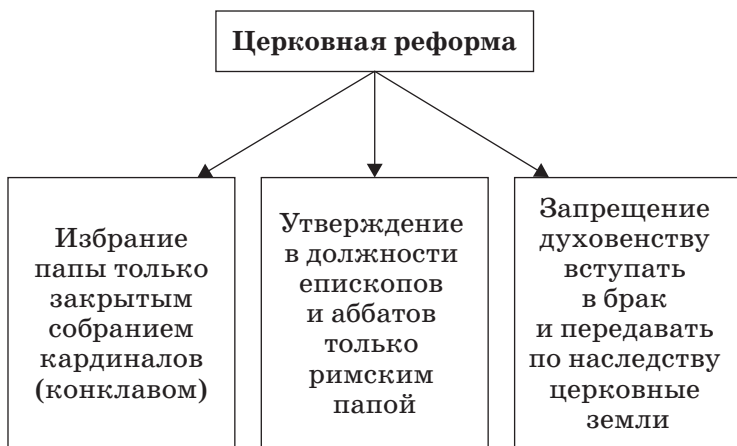 Церковная реформа
Избрание
папы только
закрытым
собранием
кардиналов
(конклавом)
Утверждение
в должности
епископов
и аббатов
только
римским
папой
Запрещение
духовенству
вступать
в брак
и передавать
по наследству
церковные
земли